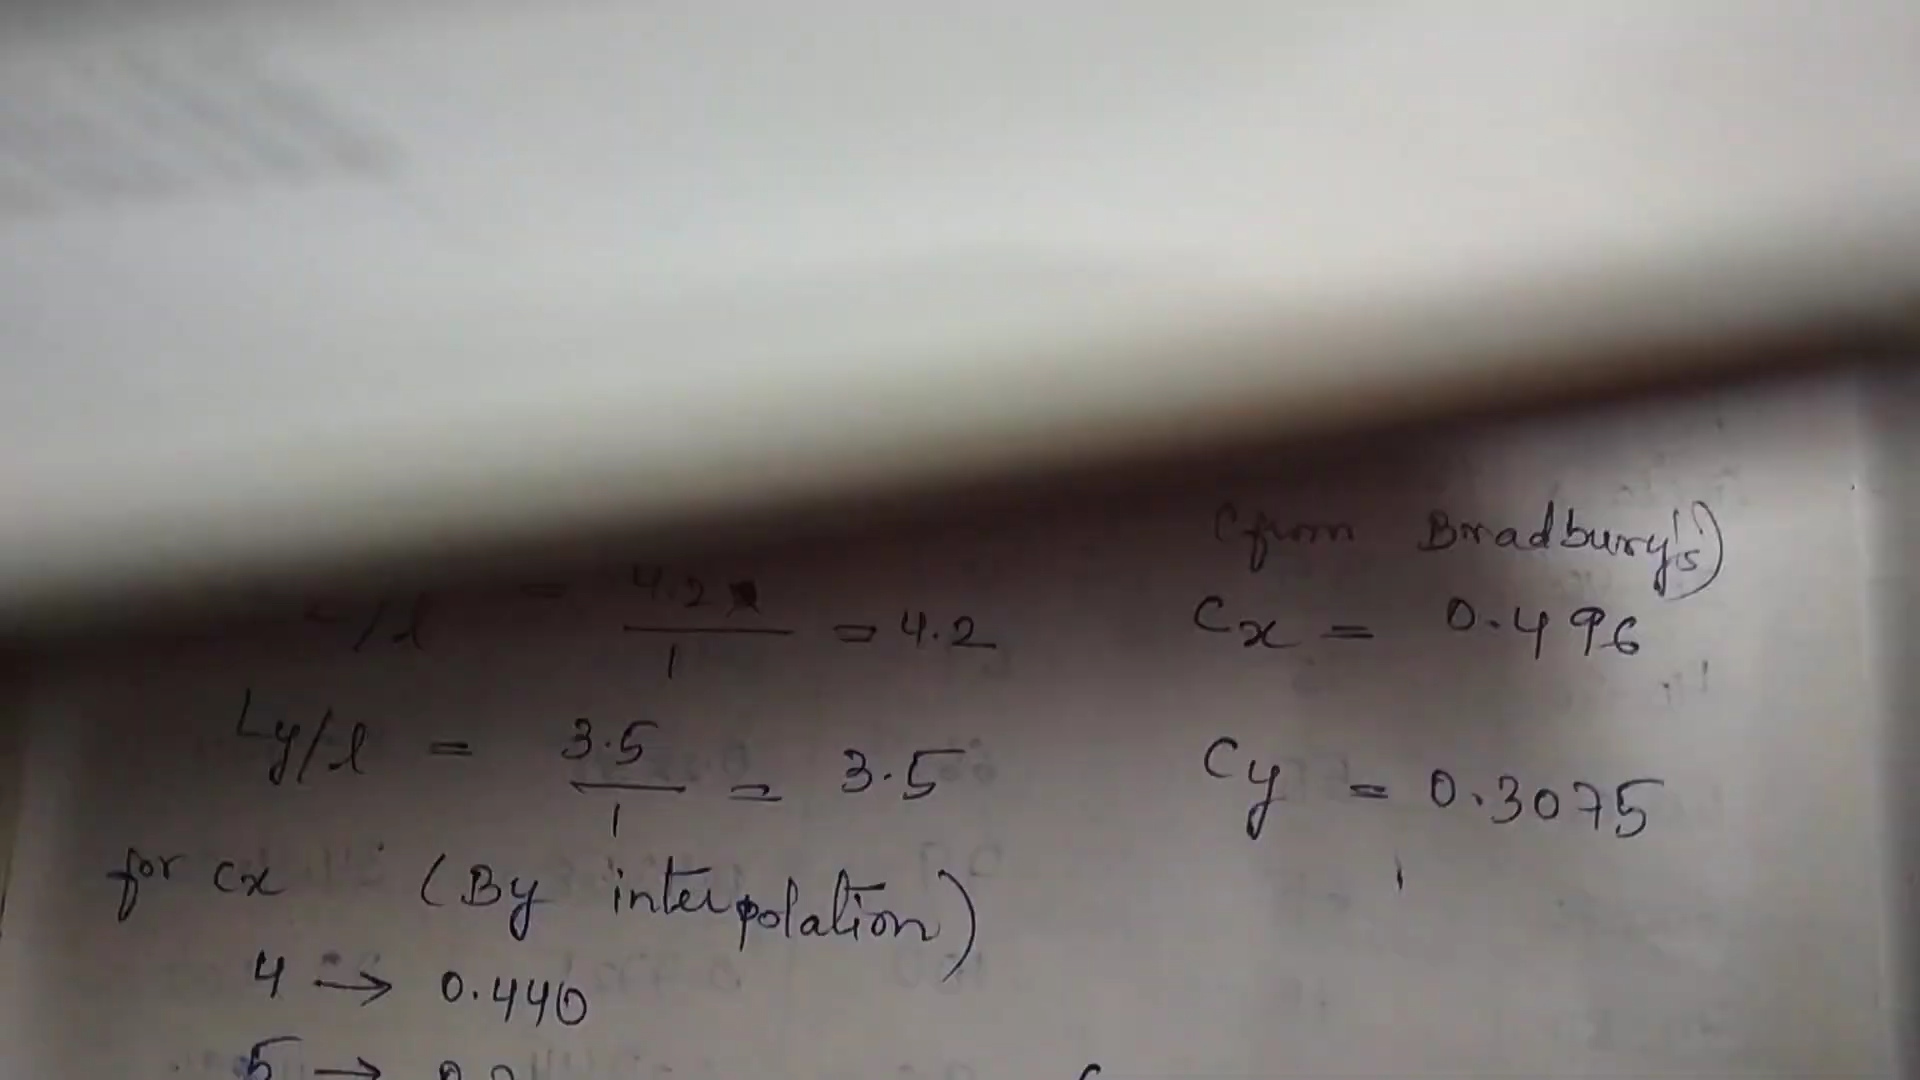 (from Bradbury's)
/l = 4.2 / 1 = 4.2 Cx = 0.496
Ly/l = 3.5 / 1 = 3.5 Cy = 0.3075
for cx (By interpolation)
4 → 0.440
5 →